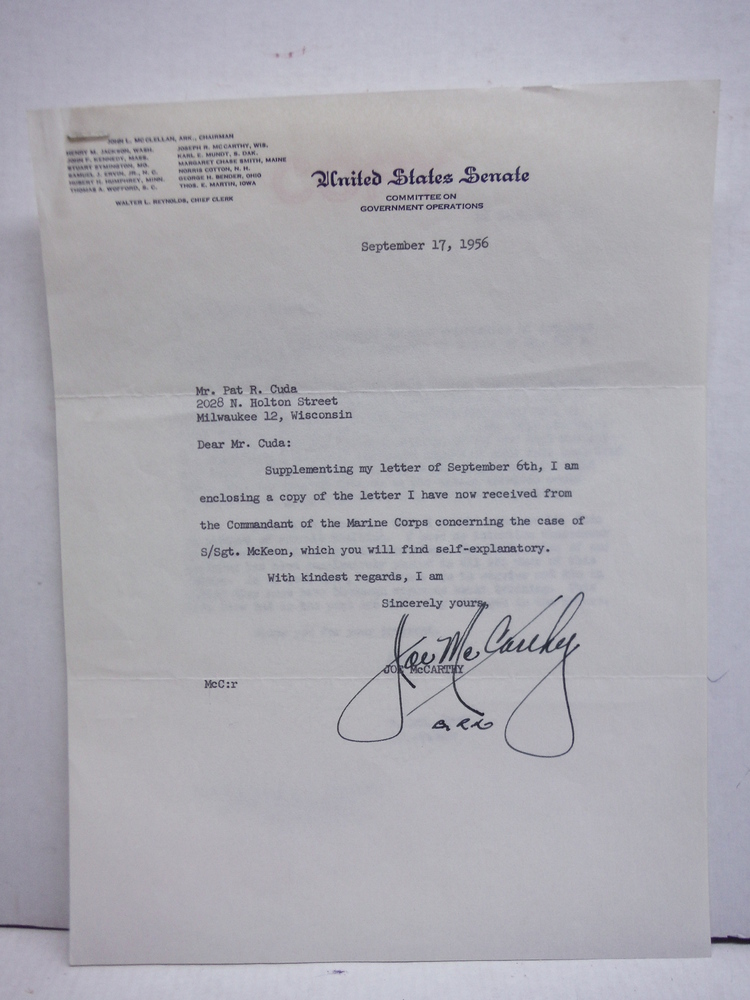 JOHN L. McCLELLAN, ARK., CHAIRMAN
HENRY M. JACKSON, WASH.
JOHN F. KENNEDY, MASS.
STUART SYMINGTON, MO.
SAMUEL J. ERVIN, JR., N. C.
HUBERT H. HUMPHREY, MINN.
THOMAS A. WOFFORD, S. C.
JOSEPH R. McCARTHY, WIS.
KARL E. MUNDT, S. DAK.
MARGARET CHASE SMITH, MAINE
NORRIS COTTON, N. H.
GEORGE H. BENDER, OHIO
THOS. E. MARTIN, IOWA
WALTER L. REYNOLDS, CHIEF CLERK
United States Senate
COMMITTEE ON
GOVERNMENT OPERATIONS
September 17, 1956
Mr. Pat R. Cuda
2028 N. Holton Street
Milwaukee 12, Wisconsin
Dear Mr. Cuda:
Supplementing my letter of September 6th, I am
enclosing a copy of the letter I have now received from
the Commandant of the Marine Corps concerning the case of
S/Sgt. McKeon, which you will find self-explanatory.
With kindest regards, I am
Sincerely yours,
Joe McCarthy
JOE McCARTHY
McC:r